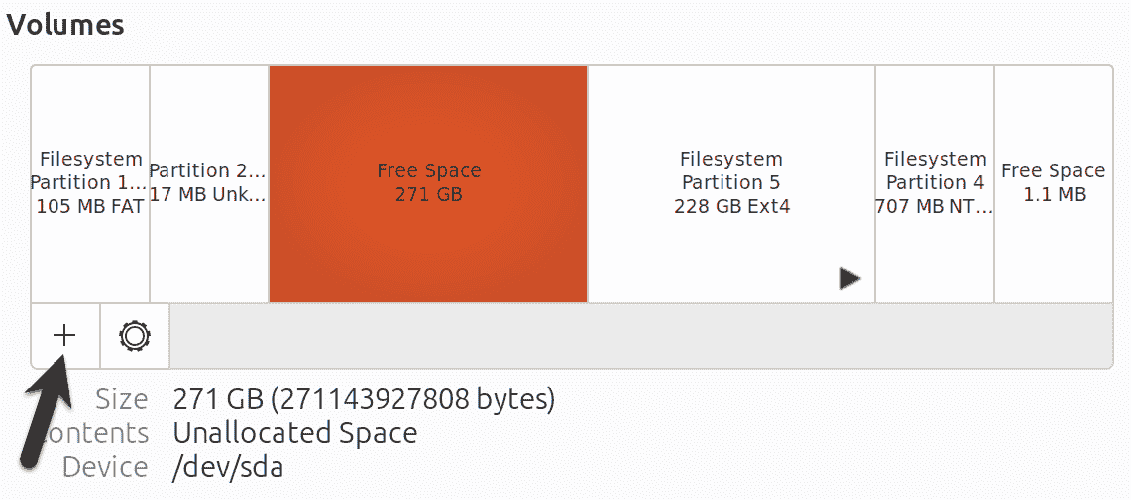 Volumes
Filesystem
Partition 1...
105 MB FAT
Partition 2...
17 MB Unk...
Free Space
271 GB
Filesystem
Partition 5
228 GB Ext4
Filesystem
Partition 4
707 MB NT...
Free Space
1.1 MB
Size 271 GB (271143927808 bytes)
ontents Unallocated Space
Device /dev/sda